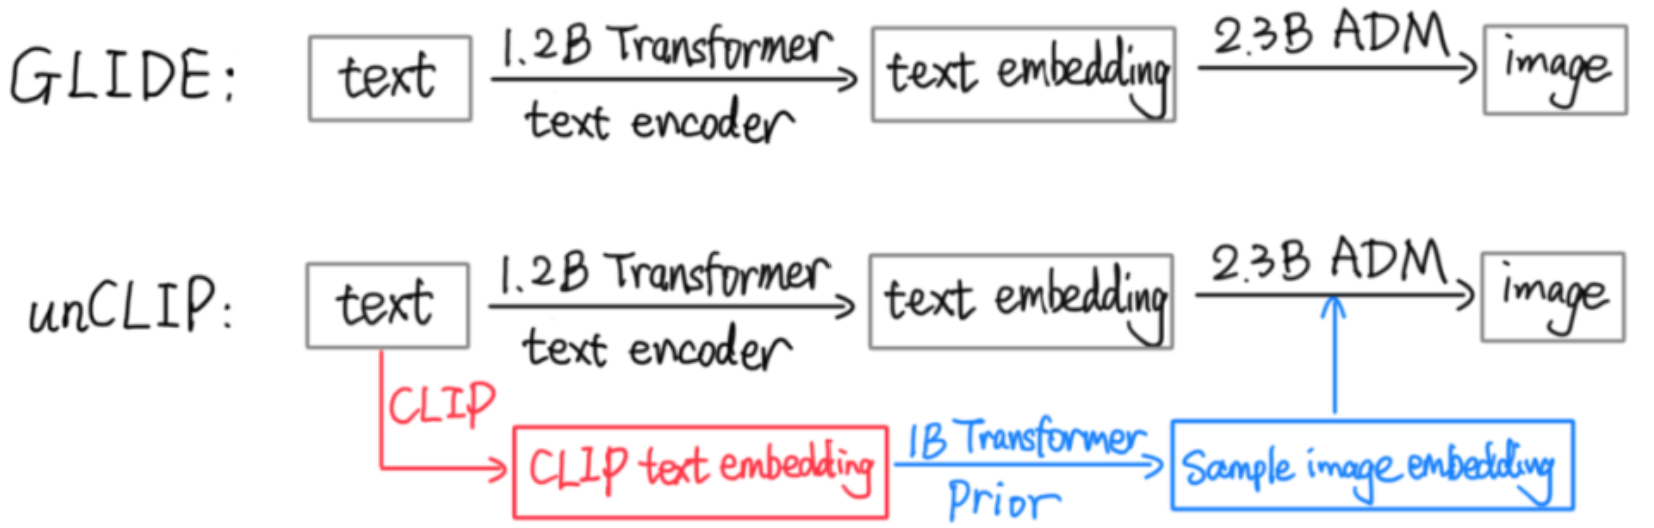 GLIDE: text 1.2B Transformer text embedding 2.3B ADM image
text encoder
unCLIP: text 1.2B Transformer text embedding 2.3B ADM image
text encoder
CLIP
CLIP text embedding 1B Transformer Sample image embedding
Prior